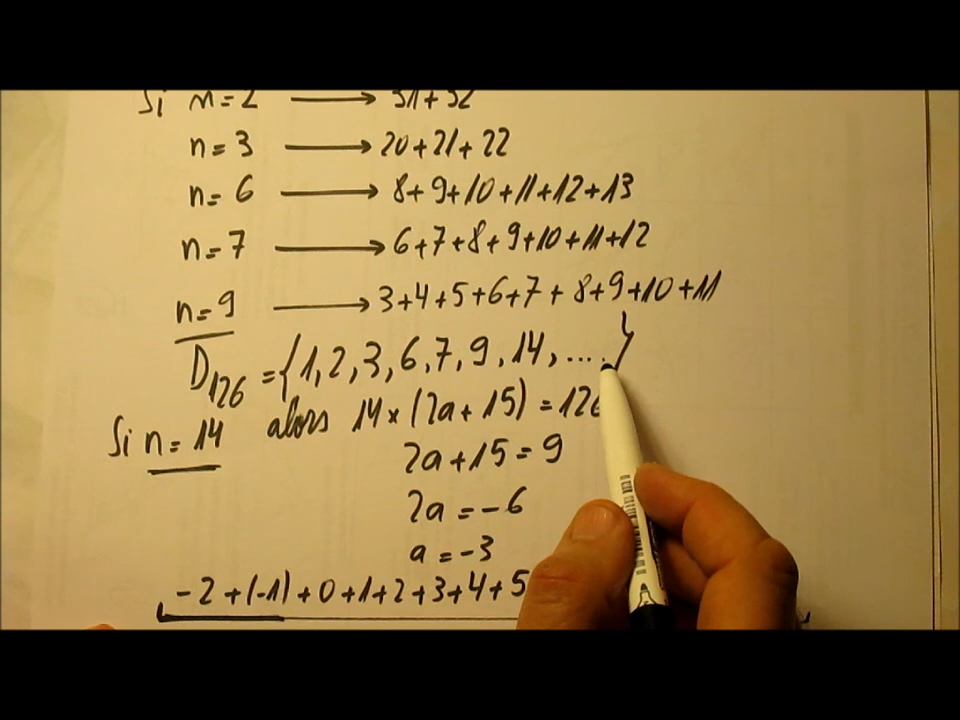 Si n=2 → 31+32
n=3 → 20+21+22
n=6 → 8+9+10+11+12+13
n=7 → 6+7+8+9+10+11+12
n=9 → 3+4+5+6+7+8+9+10+11
D126 = {1,2,3,6,7,9,14,....}
Si n=14 alors 14×(2a+15)=126
2a+15=9
2a=-6
a=-3
-2+(-1)+0+1+2+3+4+5